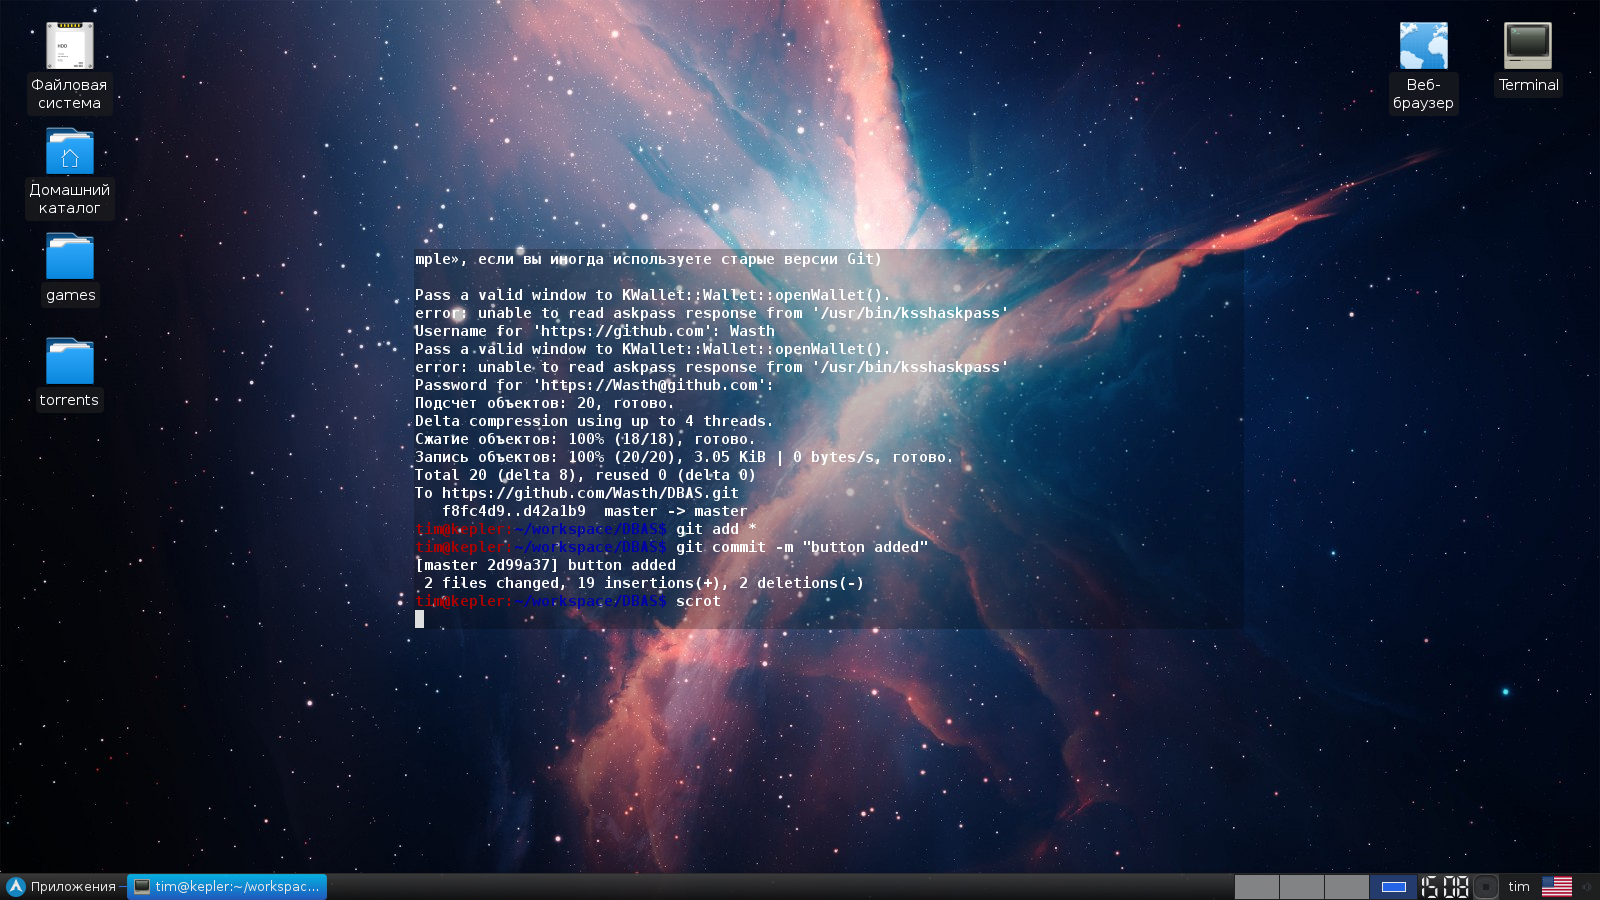 Файловая
система
Домашний
каталог
games
torrents
Веб-
браузер
Terminal
mple», если вы иногда используете старые версии Git)
Pass a valid window to KWallet::Wallet::openWallet().
error: unable to read askpass response from '/usr/bin/ksshaskpass'
Username for 'https://github.com': Wasth
Pass a valid window to KWallet::Wallet::openWallet().
error: unable to read askpass response from '/usr/bin/ksshaskpass'
Password for 'https://Wasth@github.com':
Подсчет объектов: 20, готово.
Delta compression using up to 4 threads.
Сжатие объектов: 100% (18/18), готово.
Запись объектов: 100% (20/20), 3.05 KiB | 0 bytes/s, готово.
Total 20 (delta 8), reused 0 (delta 0)
To https://github.com/Wasth/DBAS.git
   f8fc4d9..d42a1b9  master -> master
tim@kepler:~/workspace/DBAS$ git add *
tim@kepler:~/workspace/DBAS$ git commit -m "button added"
[master 2d99a37] button added
 2 files changed, 19 insertions(+), 2 deletions(-)
tim@kepler:~/workspace/DBAS$ scrot
Приложения
tim@kepler:~/workspac...
15:08
tim